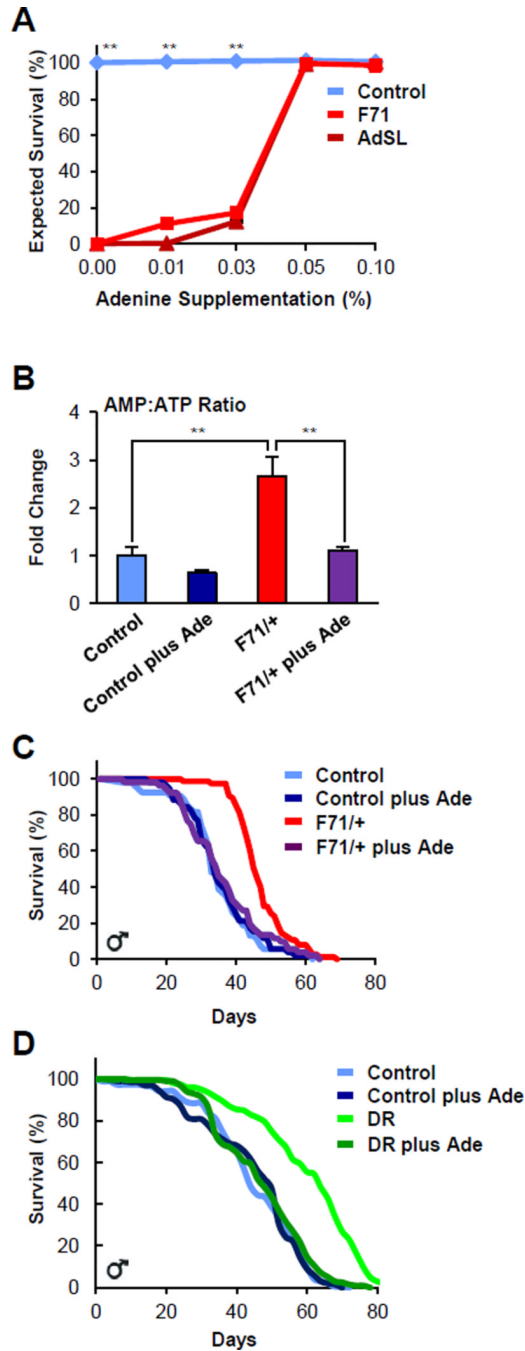 A
** ** **
100
80
60
40
20
0
Expected Survival (%)
Control
F71
AdSL
0.00 0.01 0.03 0.05 0.10
Adenine Supplementation (%)
B
AMP:ATP Ratio
** **
4
3
2
1
0
Fold Change
Control
Control plus Ade
F71/+
F71/+ plus Ade
C
100
80
60
40
20
0
Survival (%)
Control
Control plus Ade
F71/+
F71/+ plus Ade
♂
0 20 40 60 80
Days
D
100
80
60
40
20
0
Survival (%)
Control
Control plus Ade
DR
DR plus Ade
♂
0 20 40 60 80
Days